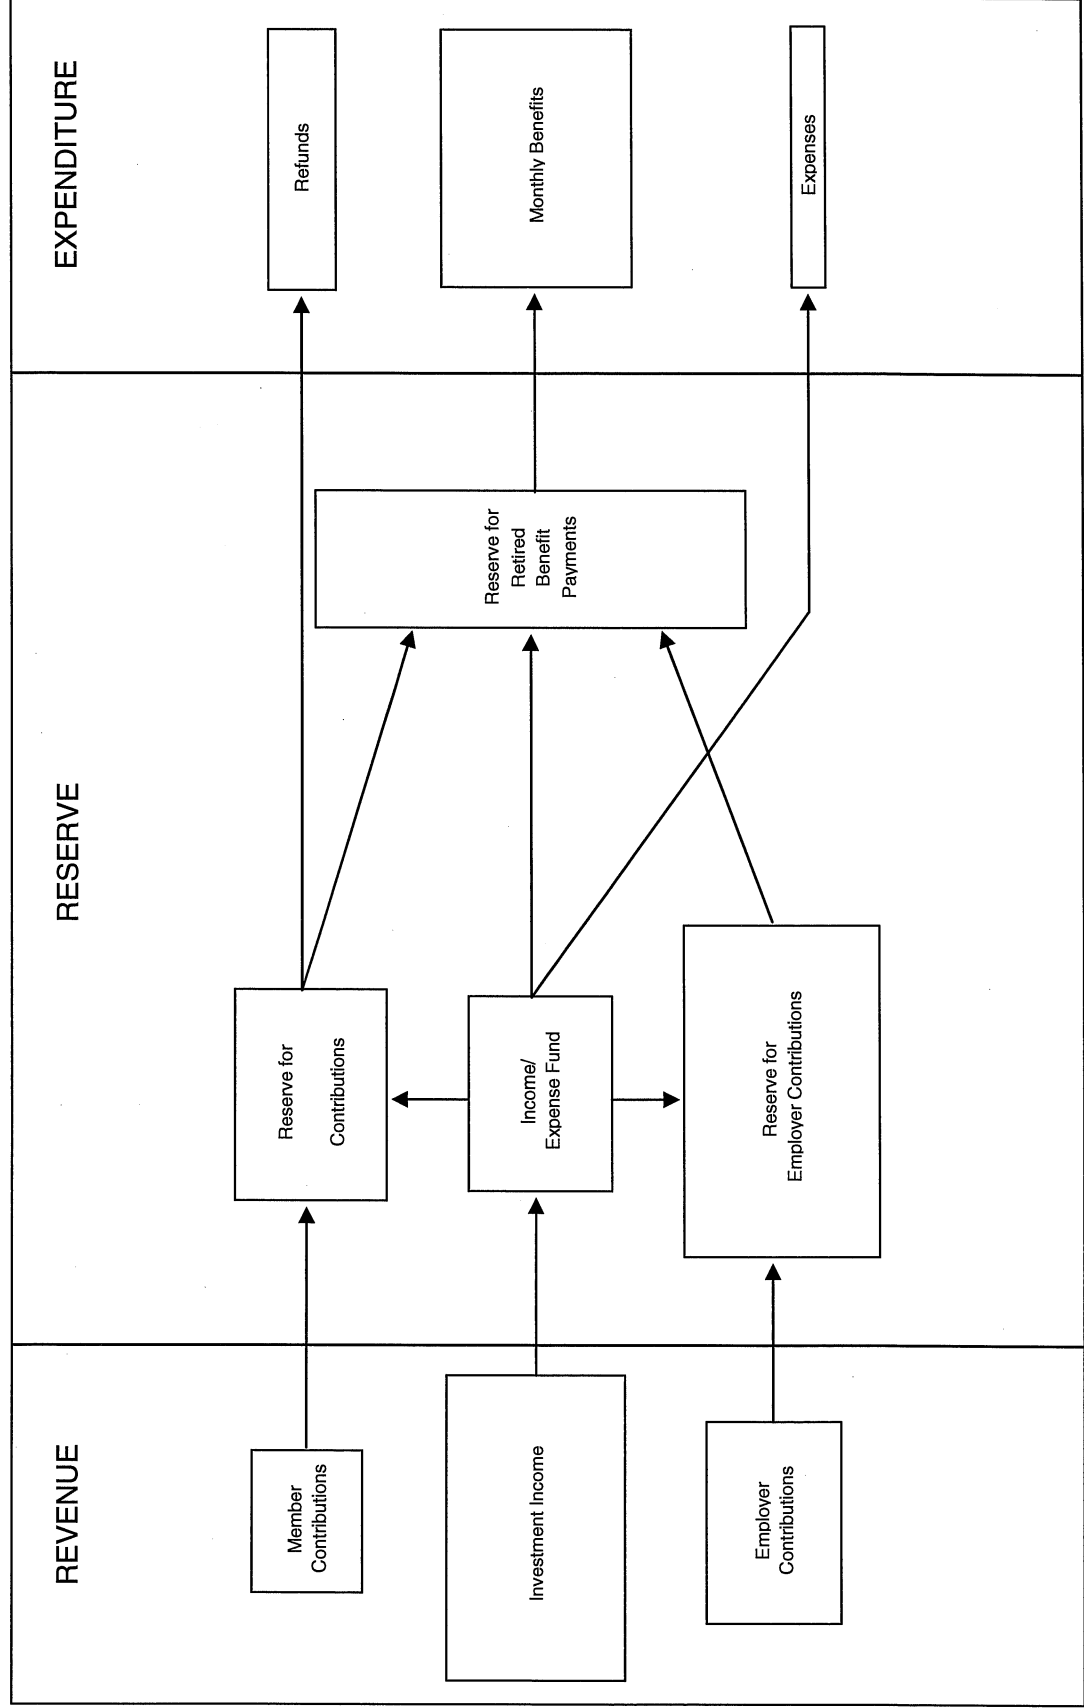 REVENUE
RESERVE
EXPENDITURE
Member
Contributions
Reserve for
Contributions
Refunds
Investment Income
Income/
Expense Fund
Reserve for
Retired
Benefit
Payments
Monthly Benefits
Employer
Contributions
Reserve for
Employer Contributions
Expenses